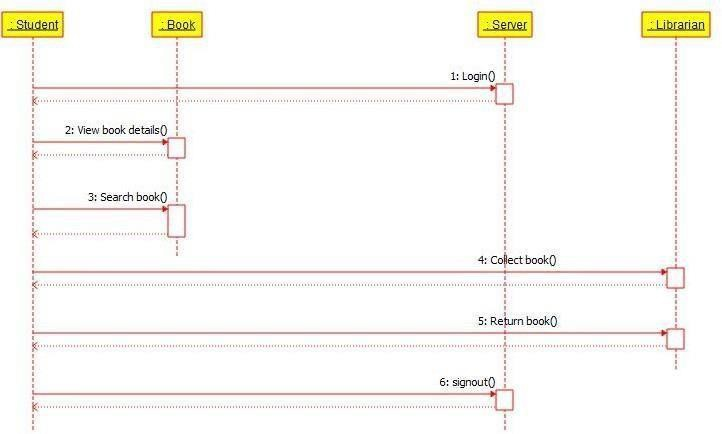 : Student
: Book
: Server
: Librarian
1: Login()
2: View book details()
3: Search book()
4: Collect book()
5: Return book()
6: signout()